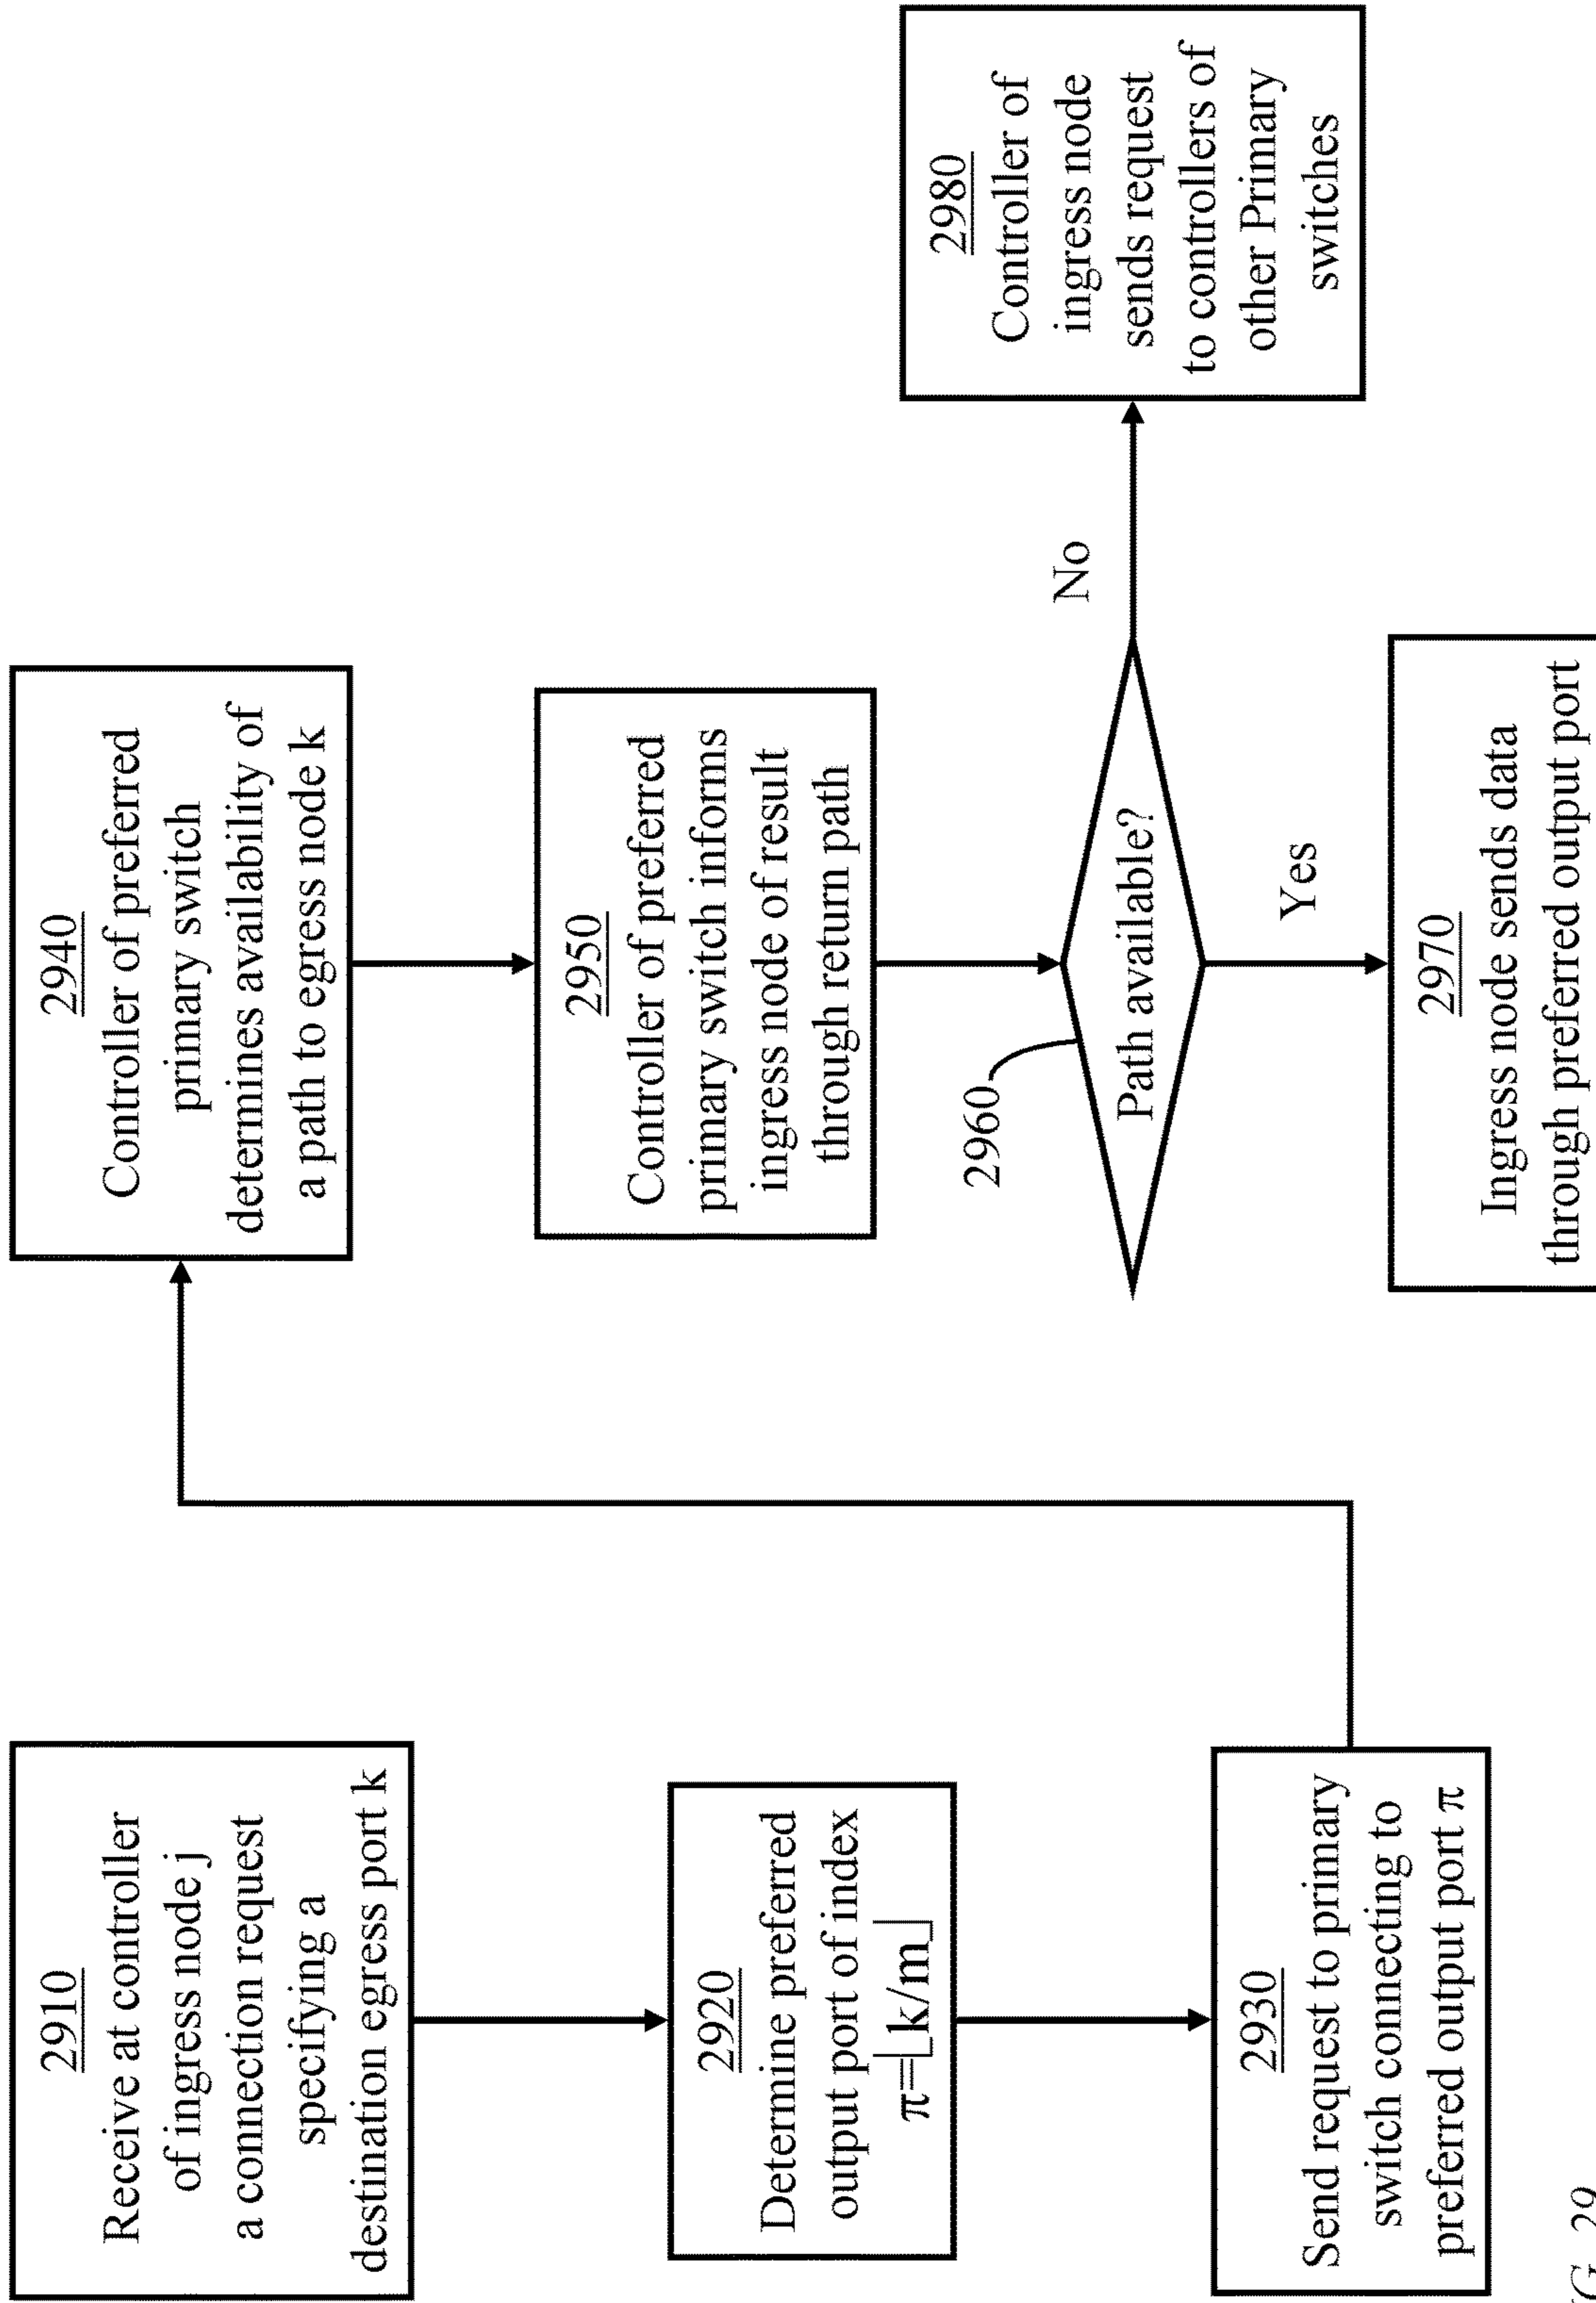 2910
Receive at controller
of ingress node j
a connection request
specifying a
destination egress port k
2920
Determine preferred
output port of index
π=⌊k/m⌋
2930
Send request to primary
switch connecting to
preferred output port π
2940
Controller of preferred
primary switch
determines availability of
a path to egress node k
2950
Controller of preferred
primary switch informs
ingress node of result
through return path
2960
Path available?
No
Yes
2970
Ingress node sends data
through preferred output port
2980
Controller of
ingress node
sends request
to controllers of
other Primary
switches
G. 29